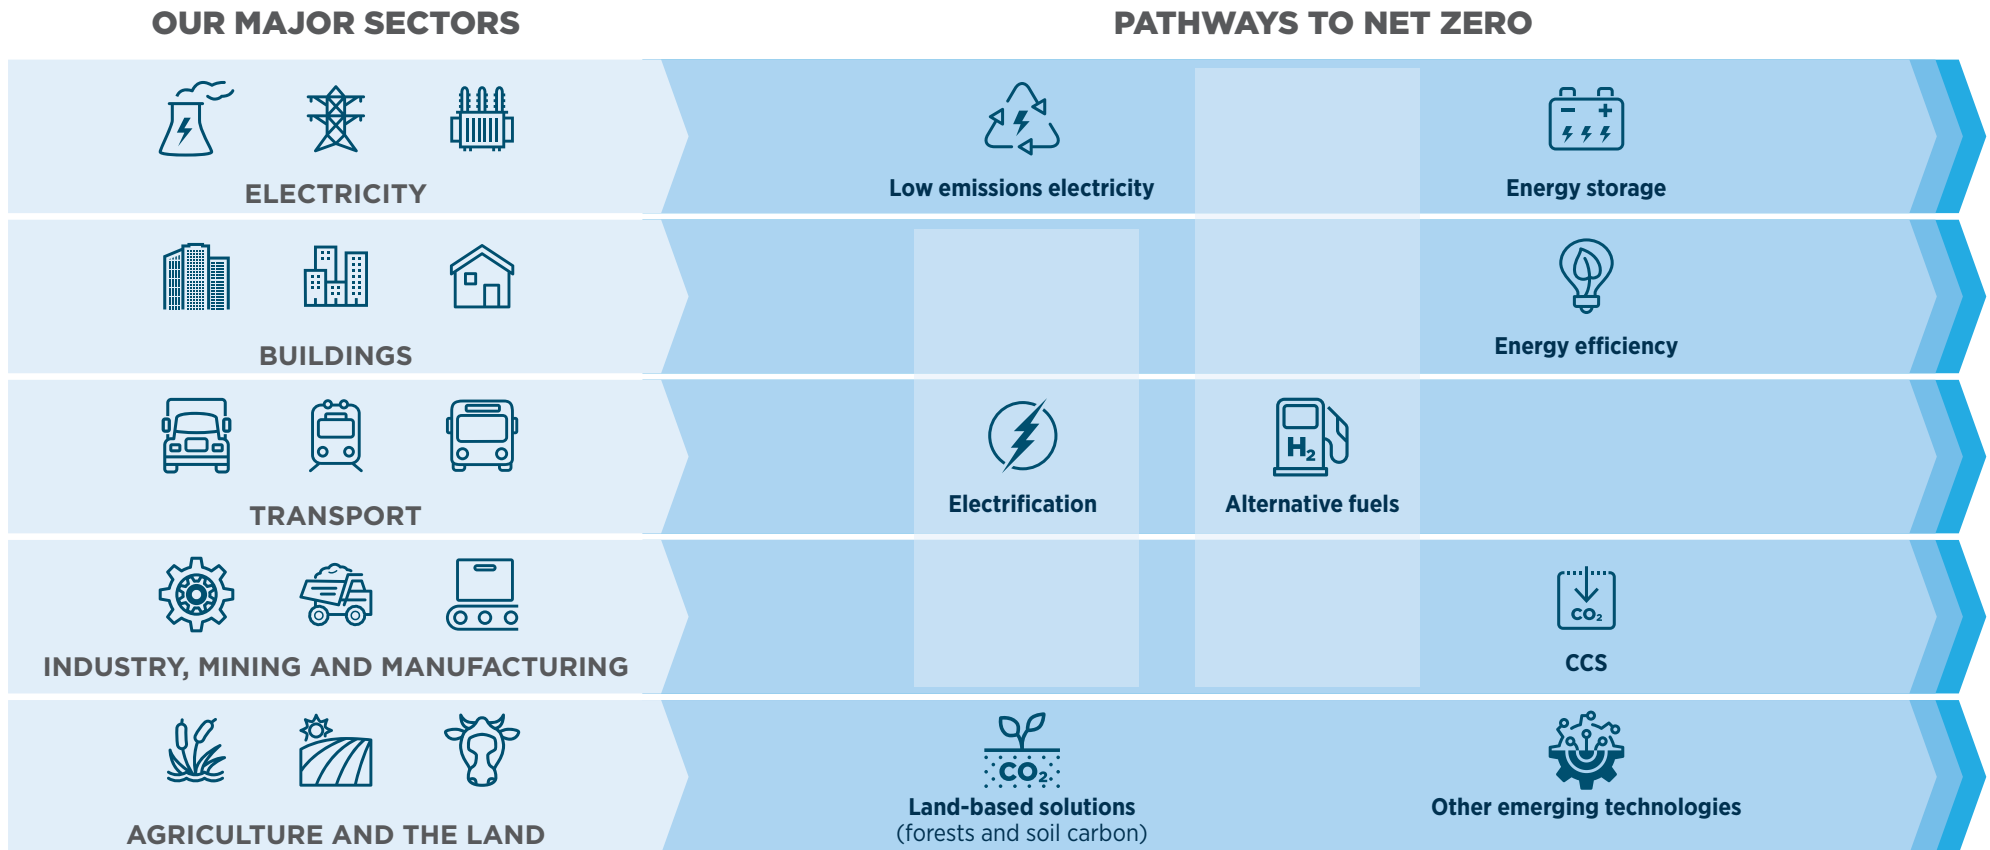 OUR MAJOR SECTORS
PATHWAYS TO NET ZERO
ELECTRICITY
Low emissions electricity
Energy storage
BUILDINGS
Energy efficiency
TRANSPORT
Electrification
H₂
Alternative fuels
INDUSTRY, MINING AND MANUFACTURING
CO₂
CCS
AGRICULTURE AND THE LAND
CO₂
Land-based solutions
(forests and soil carbon)
Other emerging technologies